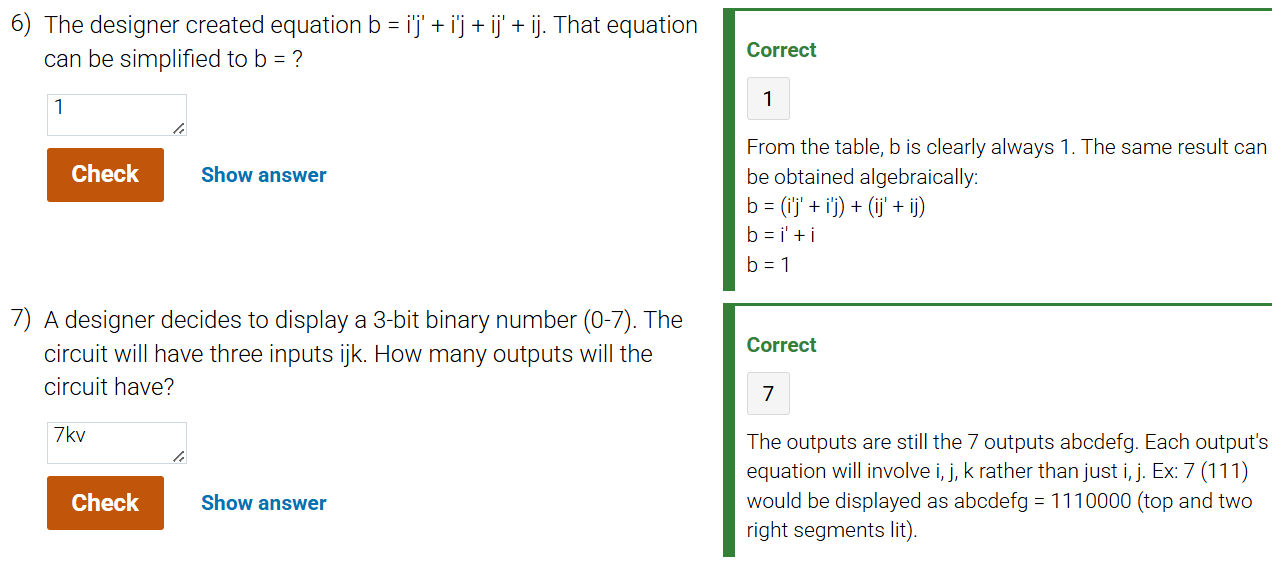 6) The designer created equation b = i'j' + i'j + ij' + ij. That equation
can be simplified to b = ?
1
Check
Show answer
Correct
1
From the table, b is clearly always 1. The same result can
be obtained algebraically:
b = (i'j' + i'j) + (ij' + ij)
b = i' + i
b = 1
7) A designer decides to display a 3-bit binary number (0-7). The
circuit will have three inputs ijk. How many outputs will the
circuit have?
7kv
Check
Show answer
Correct
7
The outputs are still the 7 outputs abcdefg. Each output's
equation will involve i, j, k rather than just i, j. Ex: 7 (111)
would be displayed as abcdefg = 1110000 (top and two
right segments lit).